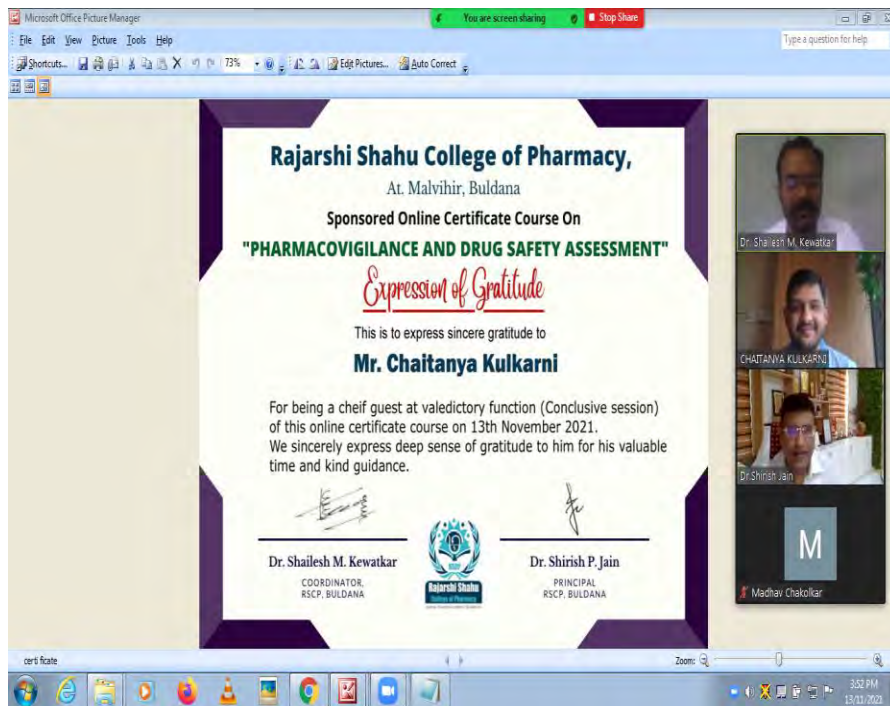 Microsoft Office Picture Manager
You are screen sharing
Stop Share
File Edit View Picture Tools Help
Type a question for help
Shortcuts...
73%
Edit Pictures...
Auto Correct
Rajarshi Shahu College of Pharmacy,
At. Malvihir, Buldana
Sponsored Online Certificate Course On
"PHARMACOVIGILANCE AND DRUG SAFETY ASSESSMENT"
Expression of Gratitude
This is to express sincere gratitude to
Mr. Chaitanya Kulkarni
For being a cheif guest at valedictory function (Conclusive session)
of this online certificate course on 13th November 2021.
We sincerely express deep sense of gratitude to him for his valuable
time and kind guidance.
Dr. Shailesh M. Kewatkar
COORDINATOR,
RSCP, BULDANA
Rajarshi Shahu
College of Pharmacy
Dr. Shirish P. Jain
PRINCIPAL
RSCP, BULDANA
Dr. Shailesh M. Kewatkar
CHAITANYA KULKARNI
Dr Shirish Jain
M
Madhav Chakolkar
certificate
Zoom:
3:52 PM
13/11/2021